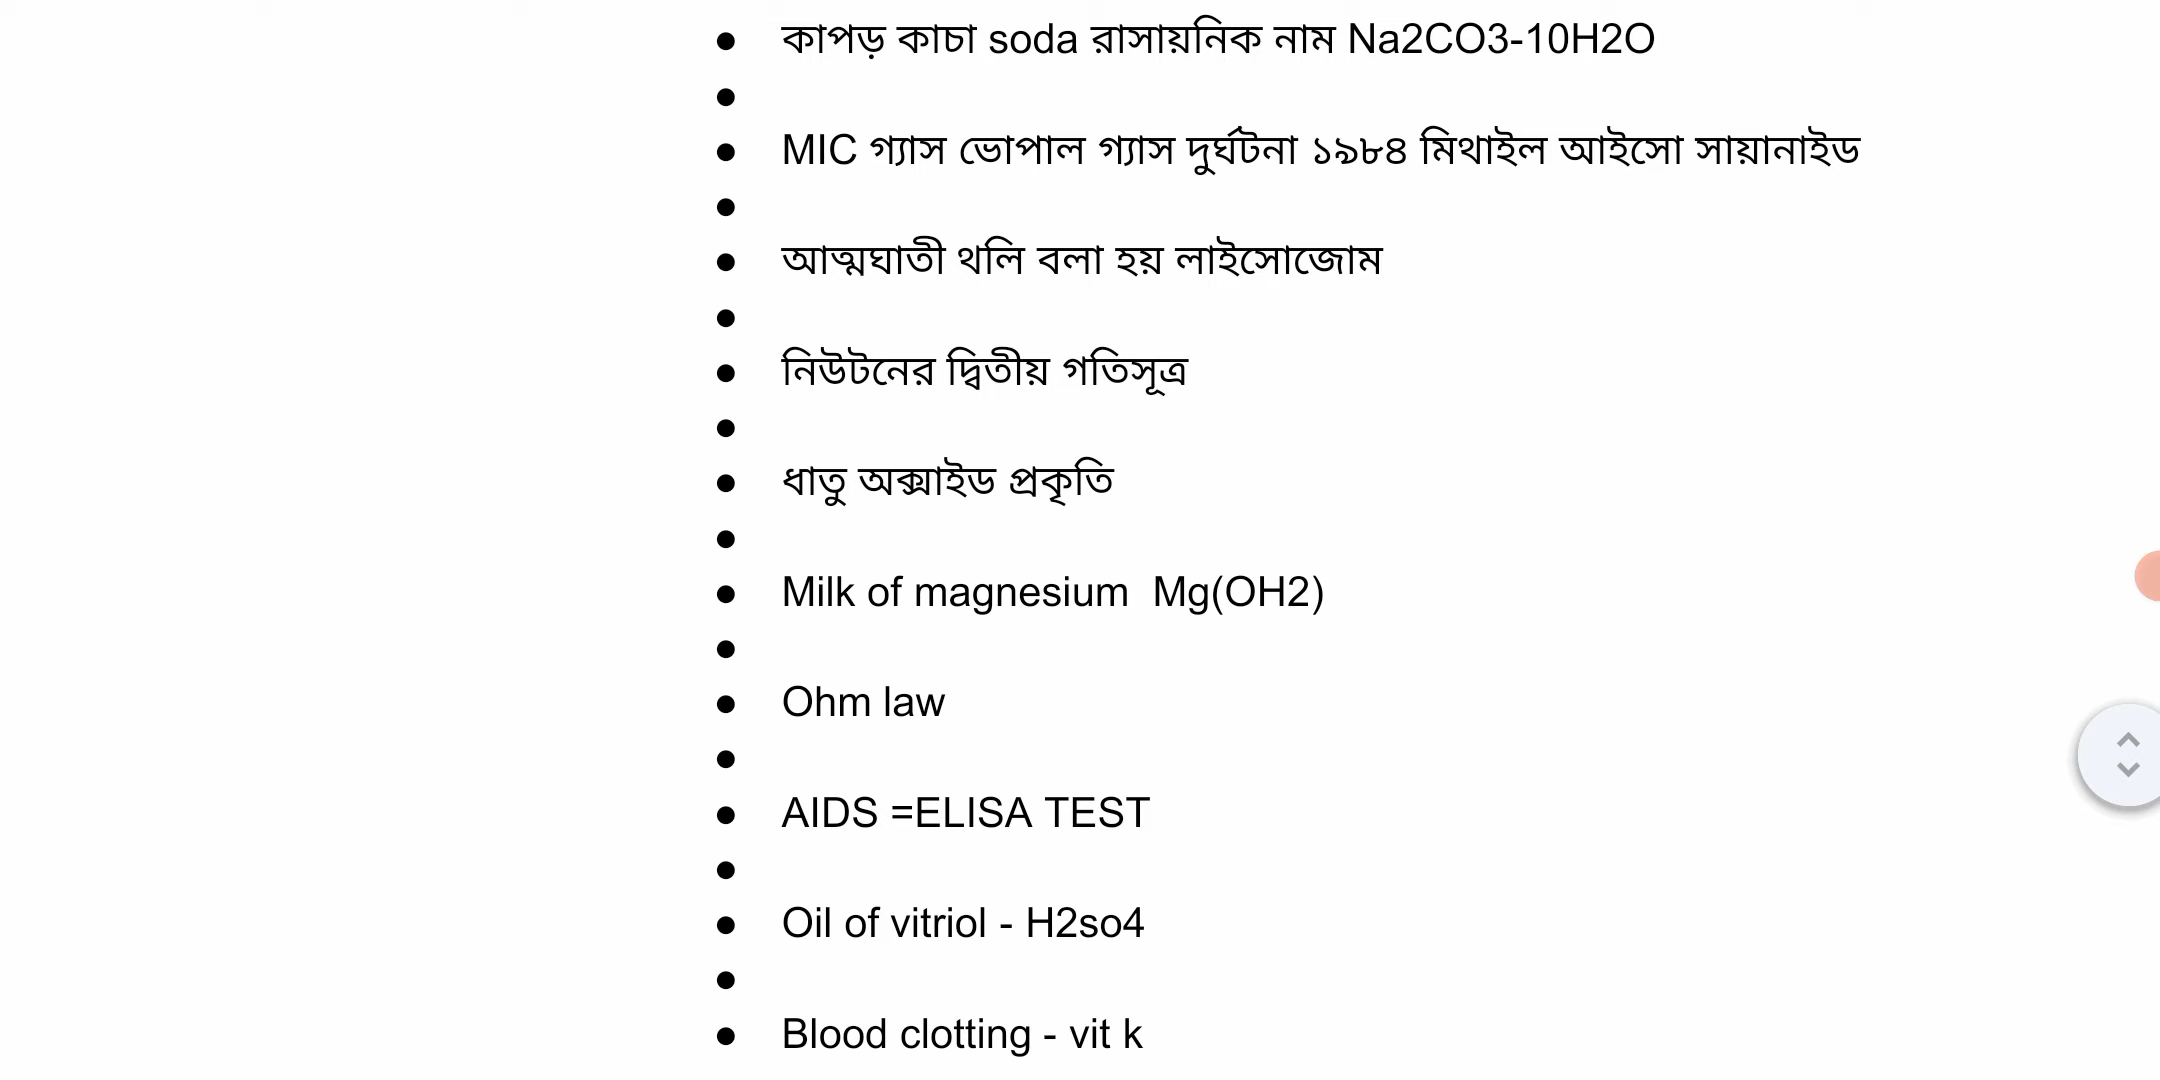 কাপড় কাচা soda রাসায়নিক নাম Na2CO3-10H2O
MIC গ্যাস ভোপাল গ্যাস দুর্ঘটনা ১৯৮৪ মিথাইল আইসো সায়ানাইড
আত্মঘাতী থলি বলা হয় লাইসোজোম
নিউটনের দ্বিতীয় গতিসূত্র
ধাতু অক্সাইড প্রকৃতি
Milk of magnesium  Mg(OH2)
Ohm law
AIDS =ELISA TEST
Oil of vitriol - H2so4
Blood clotting - vit k